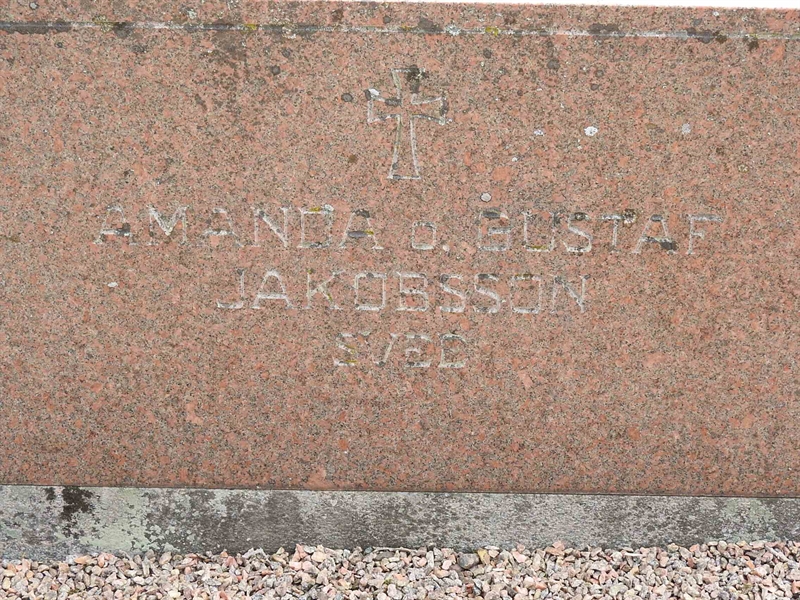 AMANDA O. GUSTAF
JAKOBSSON
SVED